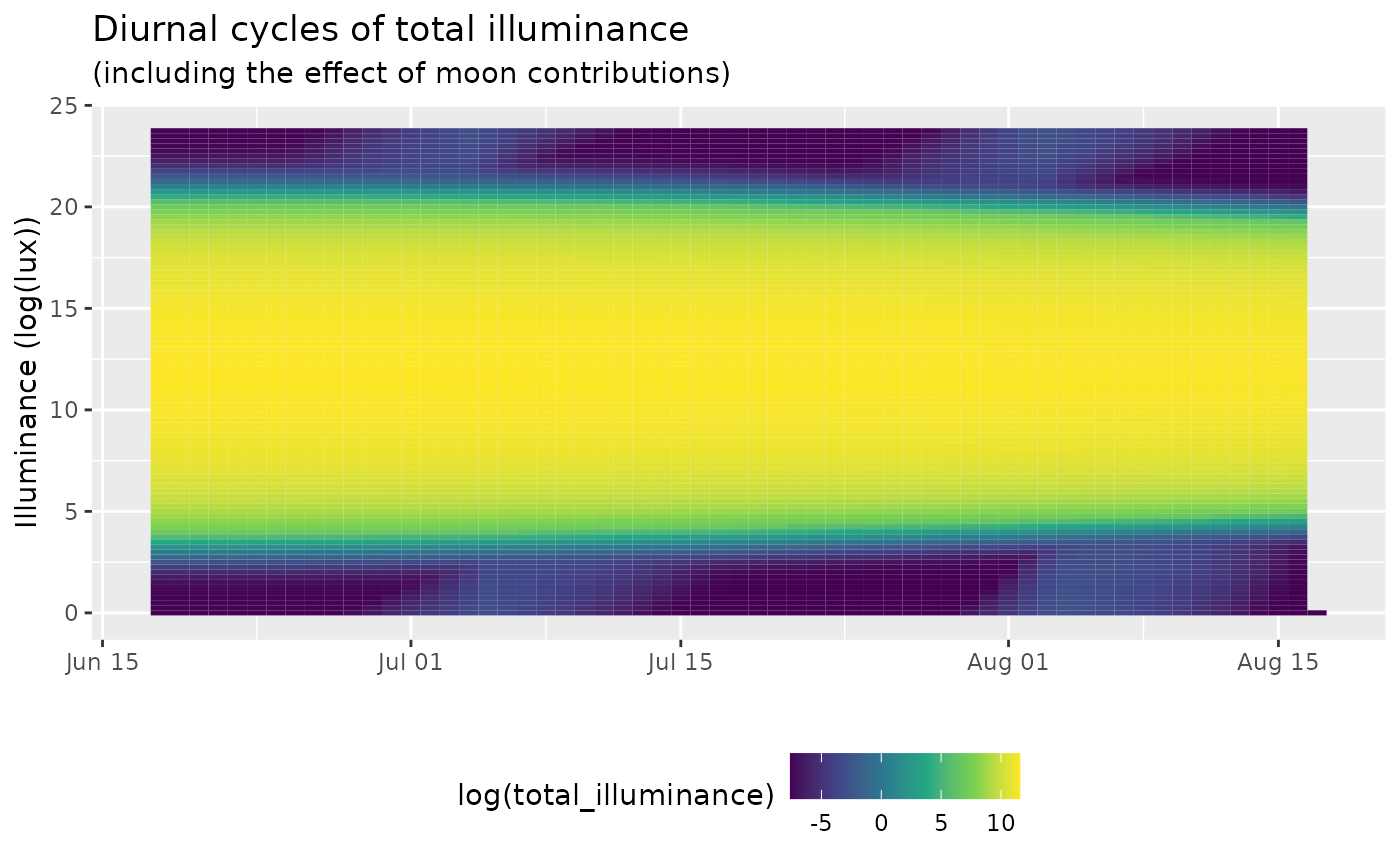 Diurnal cycles of total illuminance
(including the effect of moon contributions)
Illuminance (log(lux))
25
20
15
10
5
0
Jun 15
Jul 01
Jul 15
Aug 01
Aug 15
log(total_illuminance)
-5
0
5
10